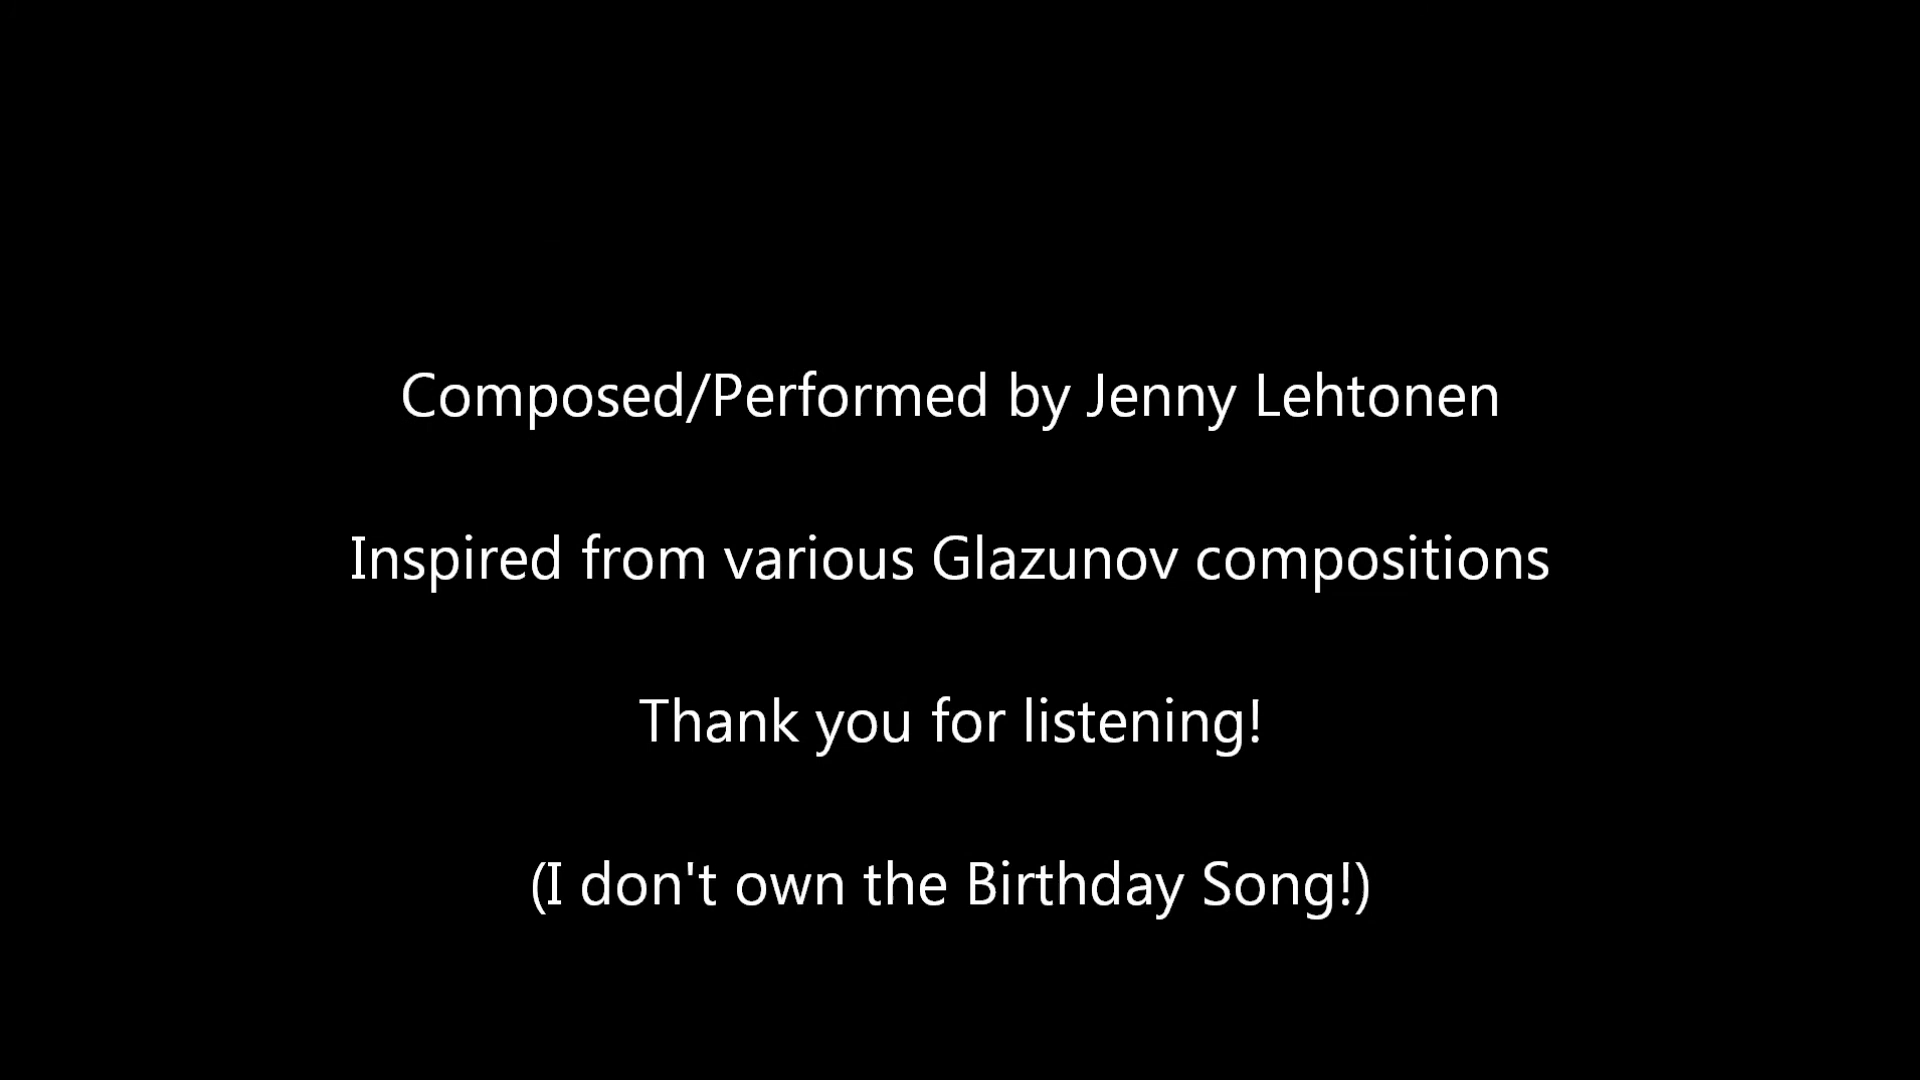 Composed/Performed by Jenny Lehtonen
Inspired from various Glazunov compositions
Thank you for listening!
(I don't own the Birthday Song!)